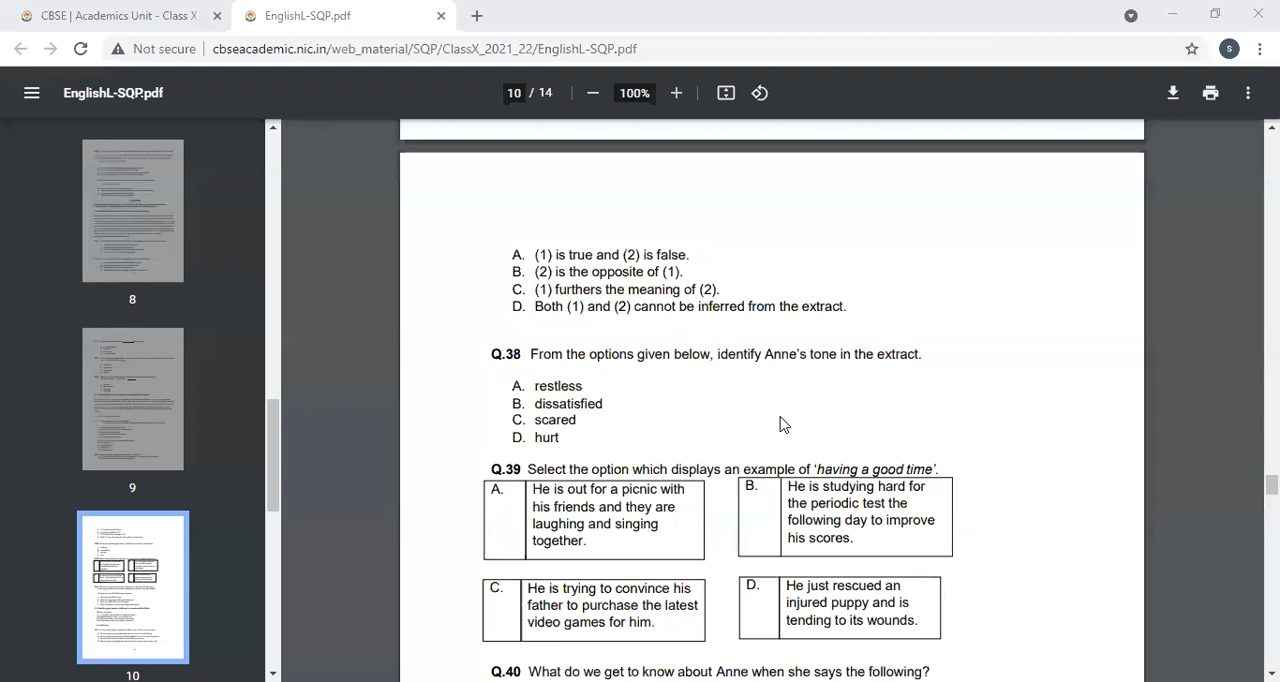 CBSE | Academics Unit - Class X
EnglishL-SQP.pdf
Not secure | cbseacademic.nic.in/web_material/SQP/ClassX_2021_22/EnglishL-SQP.pdf
S
EnglishL-SQP.pdf
10 / 14
100%
8
9
10
A. (1) is true and (2) is false.
B. (2) is the opposite of (1).
C. (1) furthers the meaning of (2).
D. Both (1) and (2) cannot be inferred from the extract.
Q.38 From the options given below, identify Anne's tone in the extract.
A. restless
B. dissatisfied
C. scared
D. hurt
Q.39 Select the option which displays an example of 'having a good time'.
A. He is out for a picnic with
his friends and they are
laughing and singing
together.
B. He is studying hard for
the periodic test the
following day to improve
his scores.
C. He is trying to convince his
father to purchase the latest
video games for him.
D. He just rescued an
injured puppy and is
tending to its wounds.
Q.40 What do we get to know about Anne when she says the following?